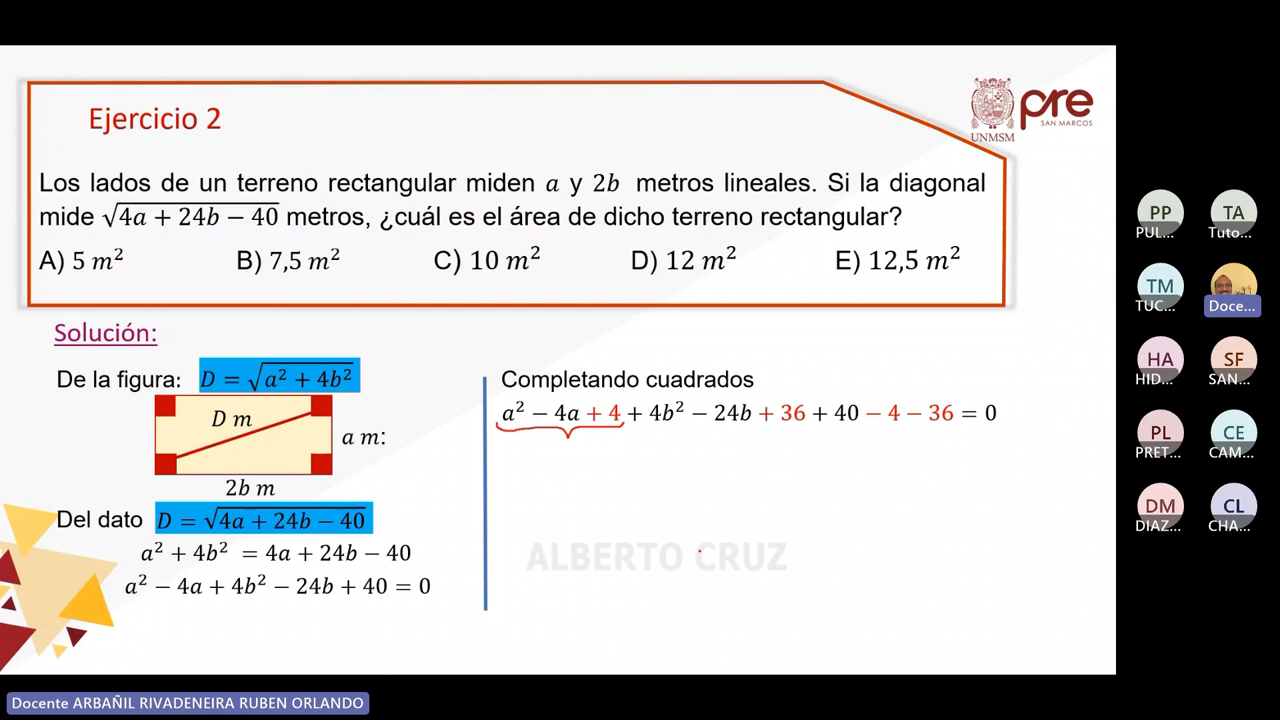 Ejercicio 2
UNMSM
pre
SAN MARCOS
Los lados de un terreno rectangular miden a y 2b metros lineales. Si la diagonal
mide √(4a + 24b − 40) metros, ¿cuál es el área de dicho terreno rectangular?
A) 5 m² B) 7,5 m² C) 10 m² D) 12 m² E) 12,5 m²
Solución:
De la figura: D = √(a² + 4b²)
D m
a m:
2b m
Del dato D = √(4a + 24b − 40)
a² + 4b² = 4a + 24b − 40
a² − 4a + 4b² − 24b + 40 = 0
Completando cuadrados
a² − 4a + 4 + 4b² − 24b + 36 + 40 − 4 − 36 = 0
ALBERTO CRUZ
PP TA
PUL... Tuto...
TM
TUC... Doce...
HA SF
HID... SAN...
PL CE
PRET... CAM...
DM CL
DIAZ... CHA...
Docente ARBAÑIL RIVADENEIRA RUBEN ORLANDO